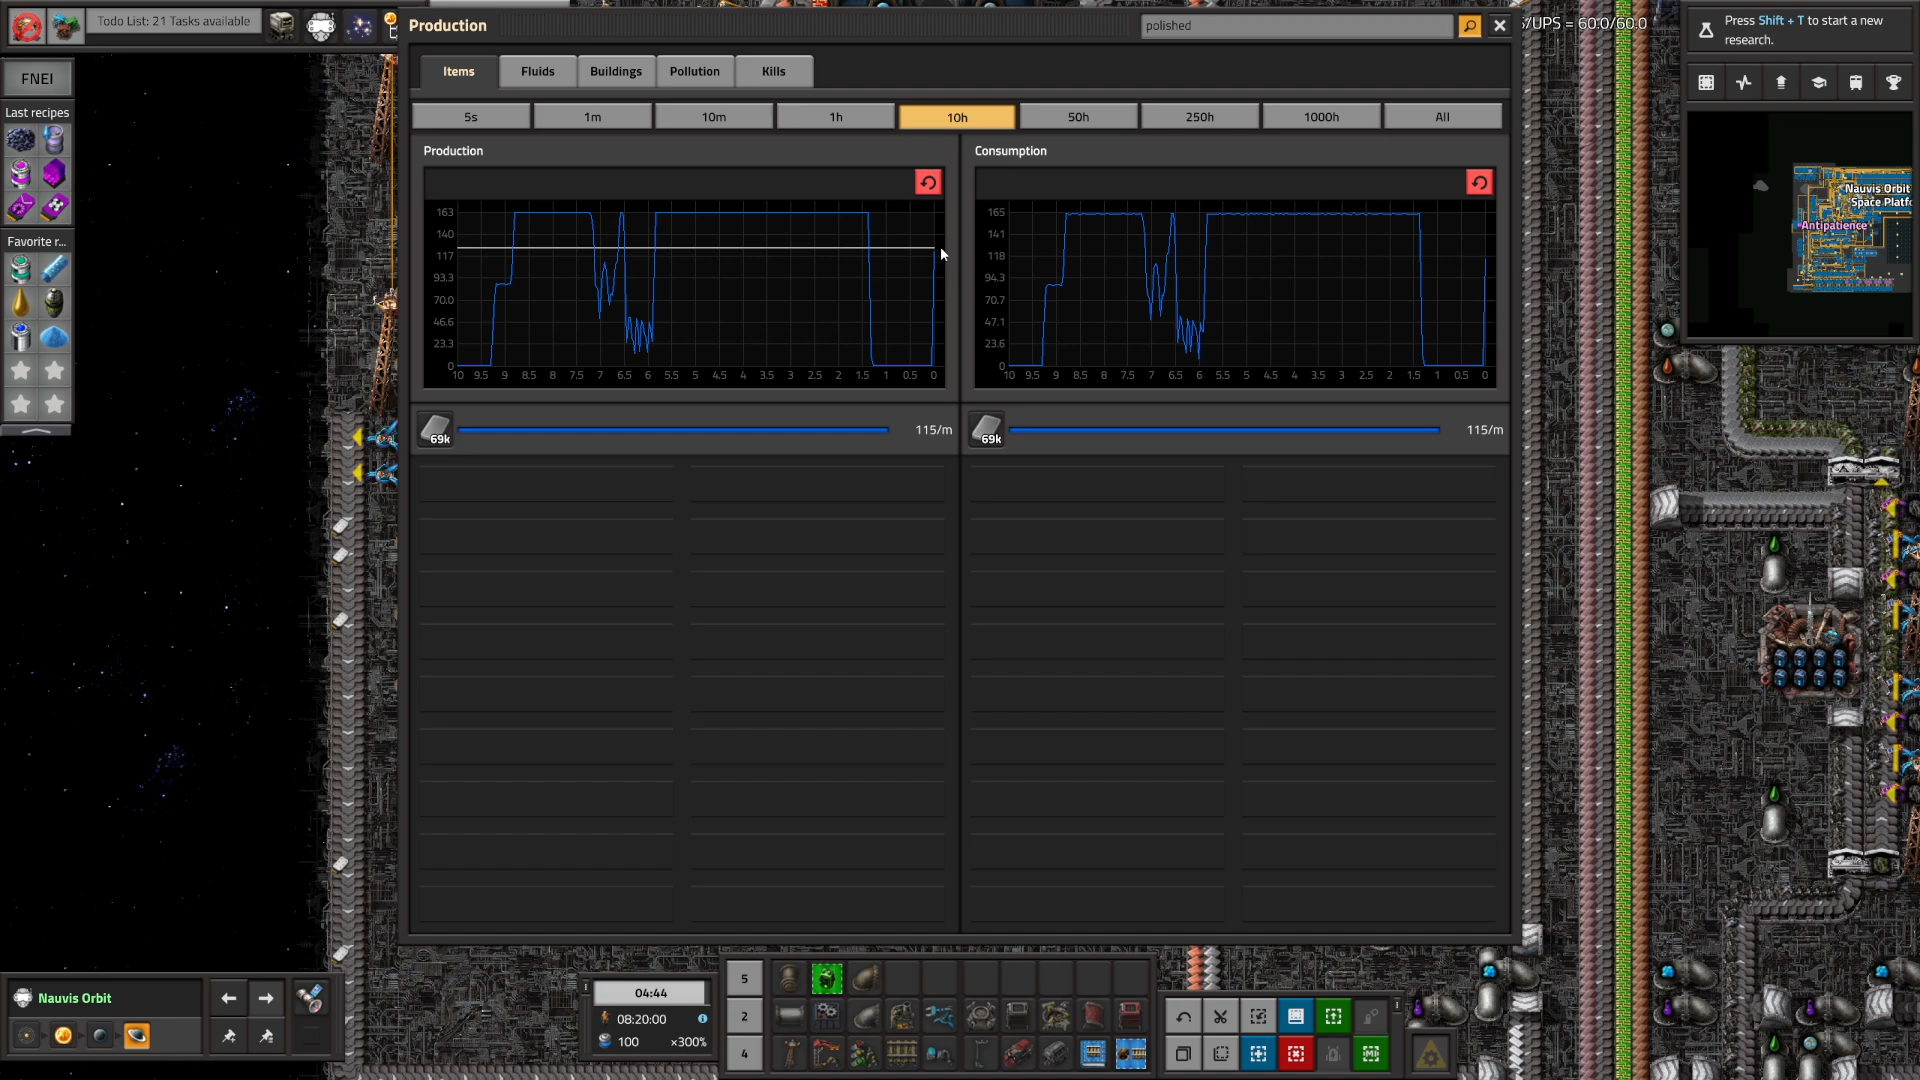 Todo List: 21 Tasks available
Production
polished
/UPS = 60.0/60.0
Press Shift + T to start a new
research.
FNEI
Last recipes
Favorite r...
Items
Fluids
Buildings
Pollution
Kills
5s
1m
10m
1h
10h
50h
250h
1000h
All
Production
163
140
117
93.3
70.0
46.6
23.3
0
10 9.5 9 8.5 8 7.5 7 6.5 6 5.5 5 4.5 4 3.5 3 2.5 2 1.5 1 0.5 0
Consumption
165
141
118
94.3
70.7
47.1
23.6
0
10 9.5 9 8.5 8 7.5 7 6.5 6 5.5 5 4.5 4 3.5 3 2.5 2 1.5 1 0.5 0
69k
115/m
69k
115/m
Nauvis Orbit
Space Platf
Antipatience
Nauvis Orbit
04:44
08:20:00
100 ×300%
5
2
4